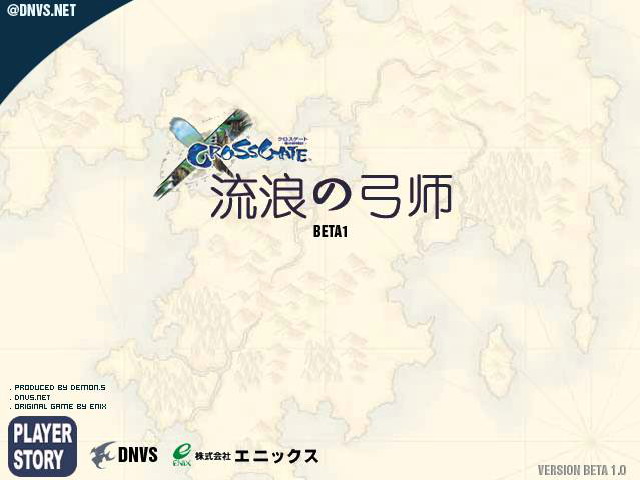 @DNVS.NET
クロスゲート
CROSSGATE
流浪の弓师
BETA1
. PRODUCED BY DEMON.S
. DNVS.NET
. ORIGINAL GAME BY ENIX
PLAYER
STORY
DNVS
ENIX
株式会社エニックス
VERSION BETA 1.0